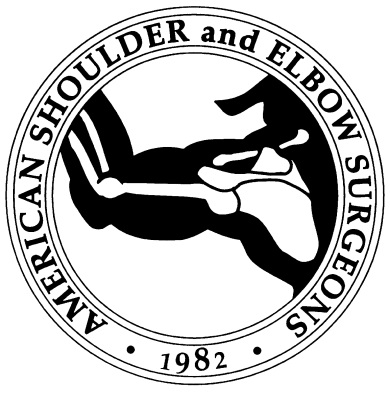 AMERICAN SHOULDER and ELBOW SURGEONS
• 1982 •